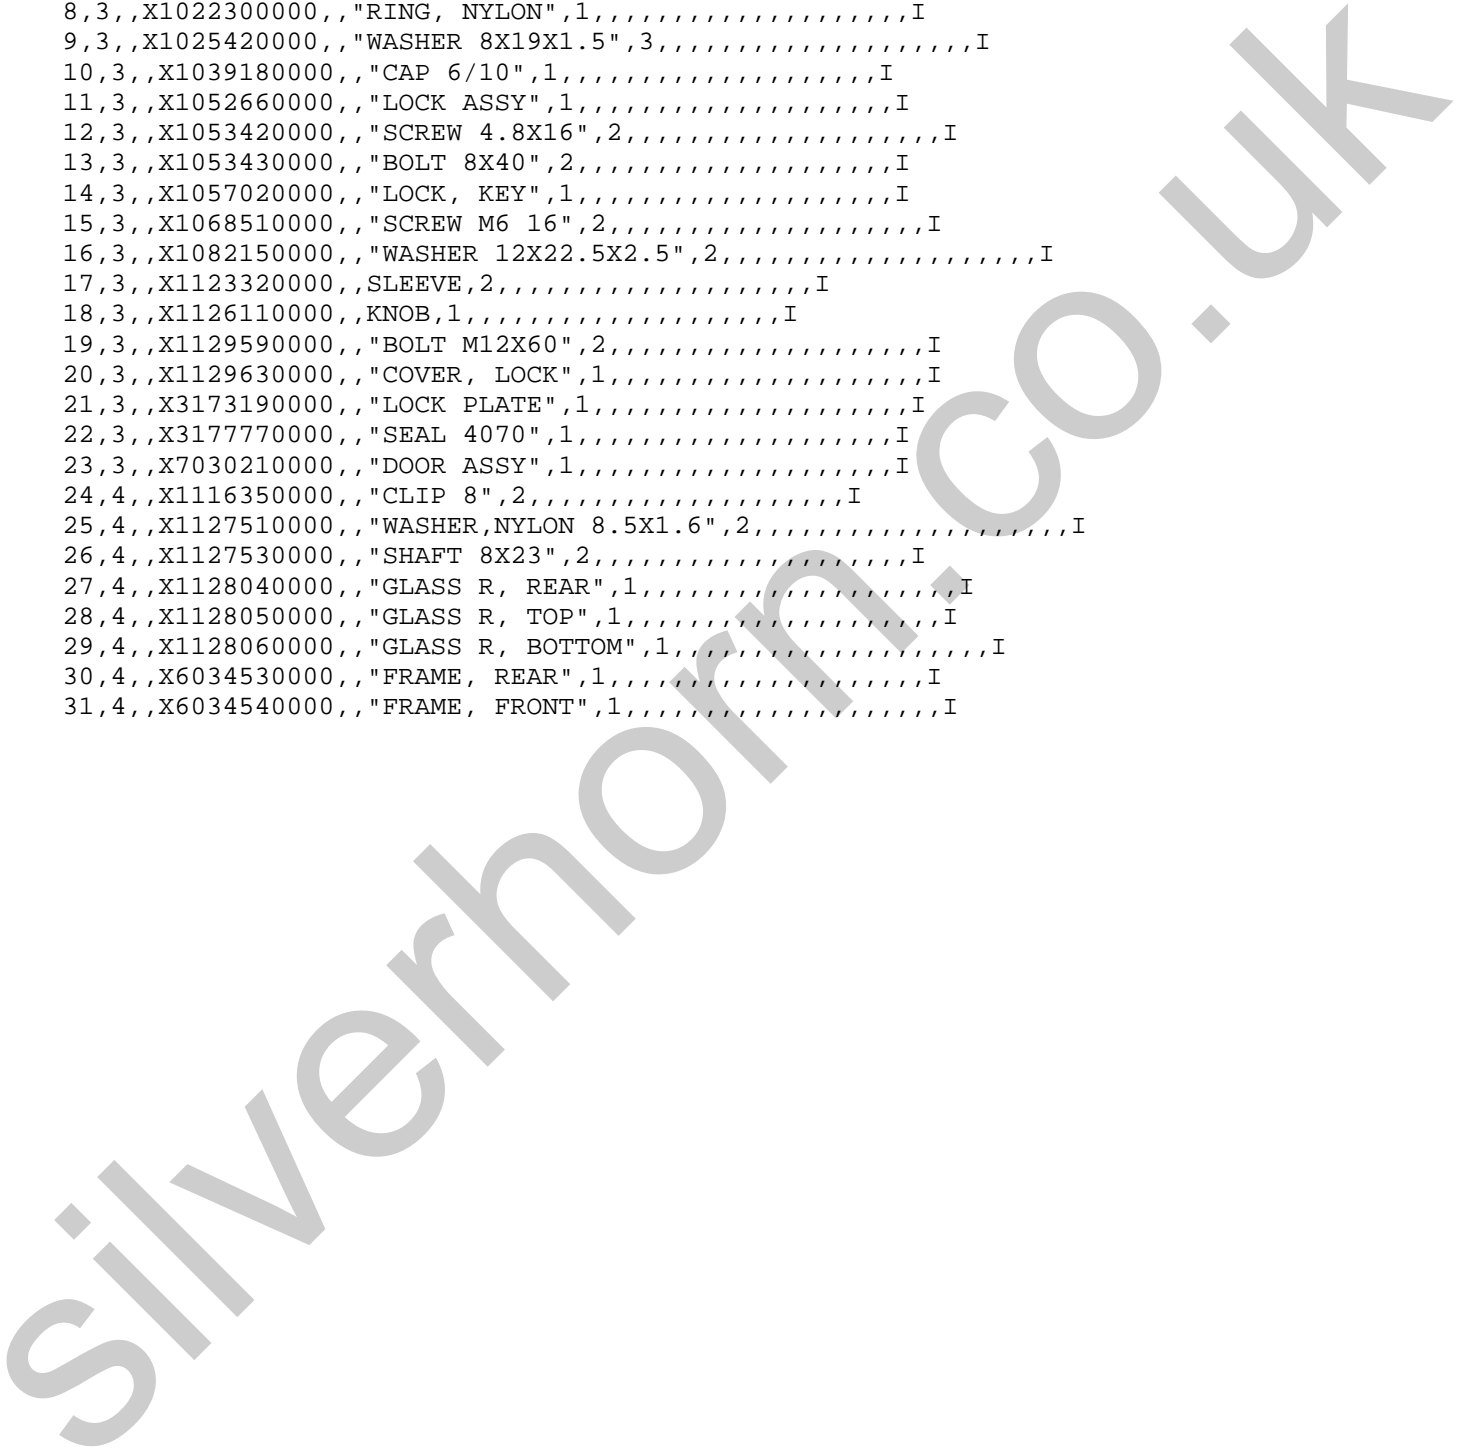 8,3,,X1022300000,,"RING, NYLON",1,,,,,,,,,,,,,,,,,,,,I
9,3,,X1025420000,,"WASHER 8X19X1.5",3,,,,,,,,,,,,,,,,,,,,I
10,3,,X1039180000,,"CAP 6/10",1,,,,,,,,,,,,,,,,,,,,I
11,3,,X1052660000,,"LOCK ASSY",1,,,,,,,,,,,,,,,,,,,,I
12,3,,X1053420000,,"SCREW 4.8X16",2,,,,,,,,,,,,,,,,,,,,I
13,3,,X1053430000,,"BOLT 8X40",2,,,,,,,,,,,,,,,,,,,,I
14,3,,X1057020000,,"LOCK, KEY",1,,,,,,,,,,,,,,,,,,,,I
15,3,,X1068510000,,"SCREW M6 16",2,,,,,,,,,,,,,,,,,,,,I
16,3,,X1082150000,,"WASHER 12X22.5X2.5",2,,,,,,,,,,,,,,,,,,,,I
17,3,,X1123320000,,SLEEVE,2,,,,,,,,,,,,,,,,,,,,I
18,3,,X1126110000,,KNOB,1,,,,,,,,,,,,,,,,,,,,I
19,3,,X1129590000,,"BOLT M12X60",2,,,,,,,,,,,,,,,,,,,,I
20,3,,X1129630000,,"COVER, LOCK",1,,,,,,,,,,,,,,,,,,,,I
21,3,,X3173190000,,"LOCK PLATE",1,,,,,,,,,,,,,,,,,,,,I
22,3,,X3177770000,,"SEAL 4070",1,,,,,,,,,,,,,,,,,,,,I
23,3,,X7030210000,,"DOOR ASSY",1,,,,,,,,,,,,,,,,,,,,I
24,4,,X1116350000,,"CLIP 8",2,,,,,,,,,,,,,,,,,,,,I
25,4,,X1127510000,,"WASHER,NYLON 8.5X1.6",2,,,,,,,,,,,,,,,,,,,,I
26,4,,X1127530000,,"SHAFT 8X23",2,,,,,,,,,,,,,,,,,,,,I
27,4,,X1128040000,,"GLASS R, REAR",1,,,,,,,,,,,,,,,,,,,,I
28,4,,X1128050000,,"GLASS R, TOP",1,,,,,,,,,,,,,,,,,,,,I
29,4,,X1128060000,,"GLASS R, BOTTOM",1,,,,,,,,,,,,,,,,,,,,I
30,4,,X6034530000,,"FRAME, REAR",1,,,,,,,,,,,,,,,,,,,,I
31,4,,X6034540000,,"FRAME, FRONT",1,,,,,,,,,,,,,,,,,,,,I
silverhorn.co.uk